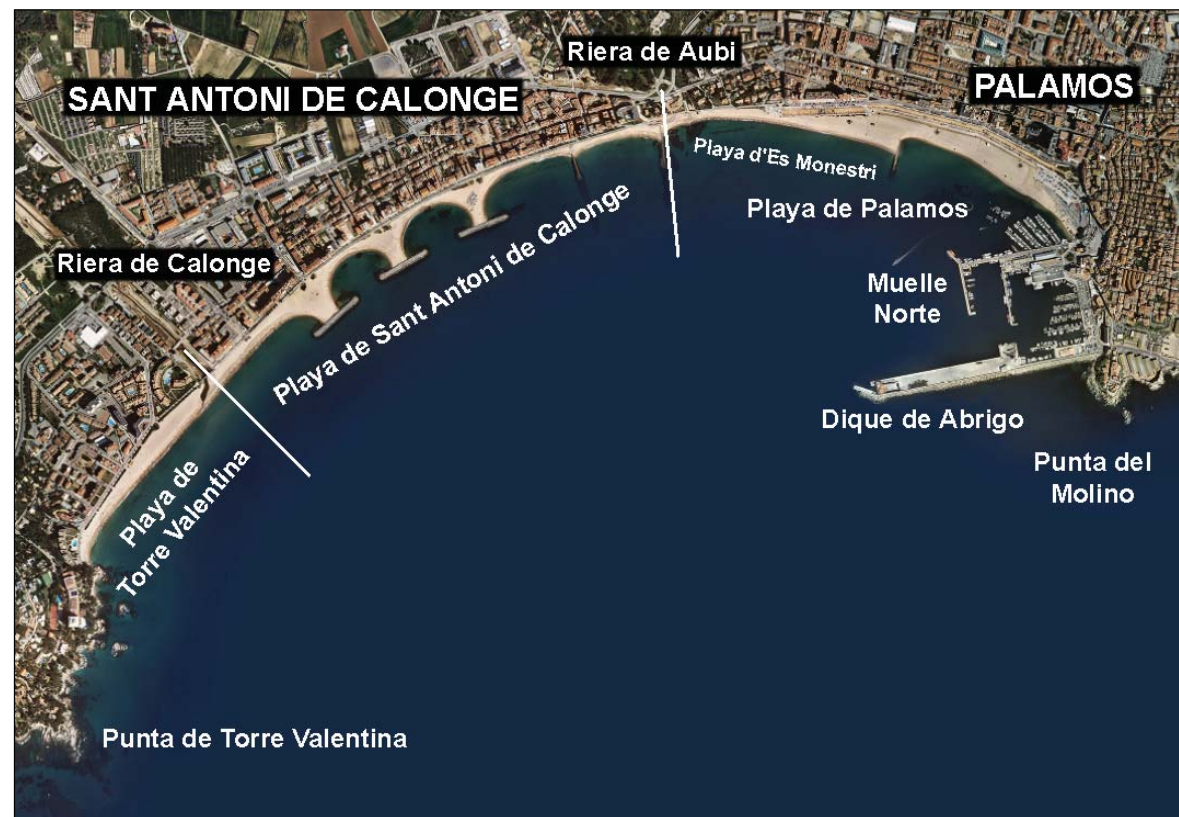 Riera de Aubi
SANT ANTONI DE CALONGE
PALAMOS
Playa d'Es Monestri
Playa de Palamos
Riera de Calonge
Playa de Sant Antoni de Calonge
Muelle
Norte
Dique de Abrigo
Punta del
Molino
Playa de
Torre Valentina
Punta de Torre Valentina